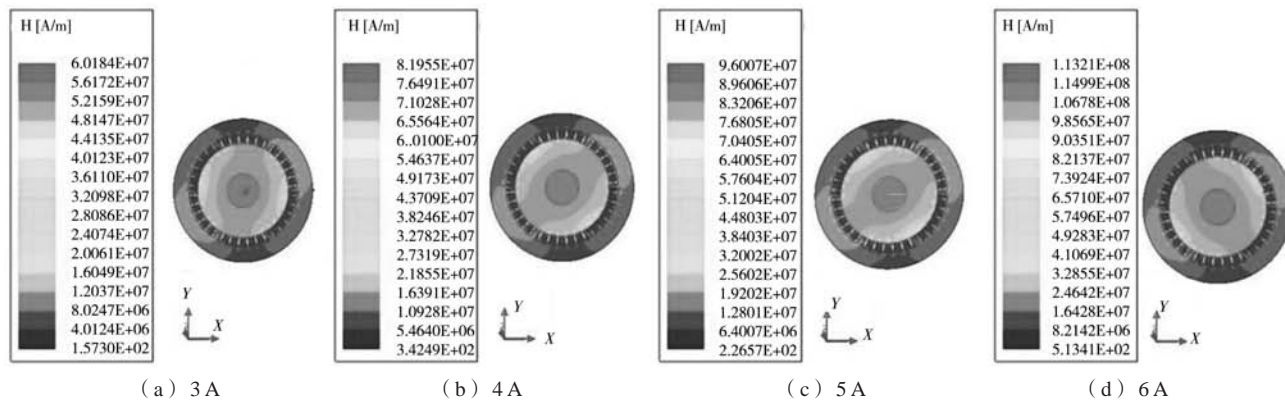 H [A/m]
6.0184E+07
5.6172E+07
5.2159E+07
4.8147E+07
4.4135E+07
4.0123E+07
3.6110E+07
3.2098E+07
2.8086E+07
2.4074E+07
2.0061E+07
1.6049E+07
1.2037E+07
8.0247E+06
4.0124E+06
1.5730E+02
Y
X
（a）3A
H [A/m]
8.1955E+07
7.6491E+07
7.1028E+07
6.5564E+07
6.0100E+07
5.4637E+07
4.9173E+07
4.3709E+07
3.8246E+07
3.2782E+07
2.7319E+07
2.1855E+07
1.6391E+07
1.0928E+07
5.4640E+06
3.4249E+02
Y
X
（b）4A
H [A/m]
9.6007E+07
8.9606E+07
8.3206E+07
7.6805E+07
7.0405E+07
6.4005E+07
5.7604E+07
5.1204E+07
4.4803E+07
3.8403E+07
3.2002E+07
2.5602E+07
1.9202E+07
1.2801E+07
6.4007E+06
2.2657E+02
Y
X
（c）5A
H [A/m]
1.1321E+08
1.1499E+08
1.0678E+08
9.8565E+07
9.0351E+07
8.2137E+07
7.3924E+07
6.5710E+07
5.7496E+07
4.9283E+07
4.1069E+07
3.2855E+07
2.4642E+07
1.6428E+07
8.2142E+06
5.1341E+02
Y
X
（d）6A